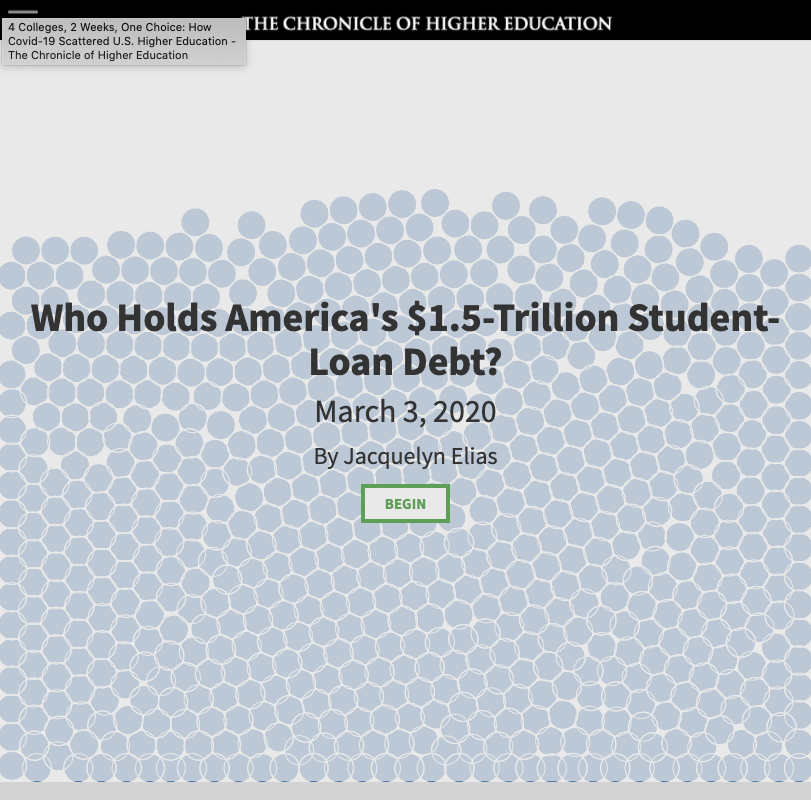 THE CHRONICLE OF HIGHER EDUCATION
4 Colleges, 2 Weeks, One Choice: How
Covid-19 Scattered U.S. Higher Education -
The Chronicle of Higher Education
Who Holds America's $1.5-Trillion Student-
Loan Debt?
March 3, 2020
By Jacquelyn Elias
BEGIN